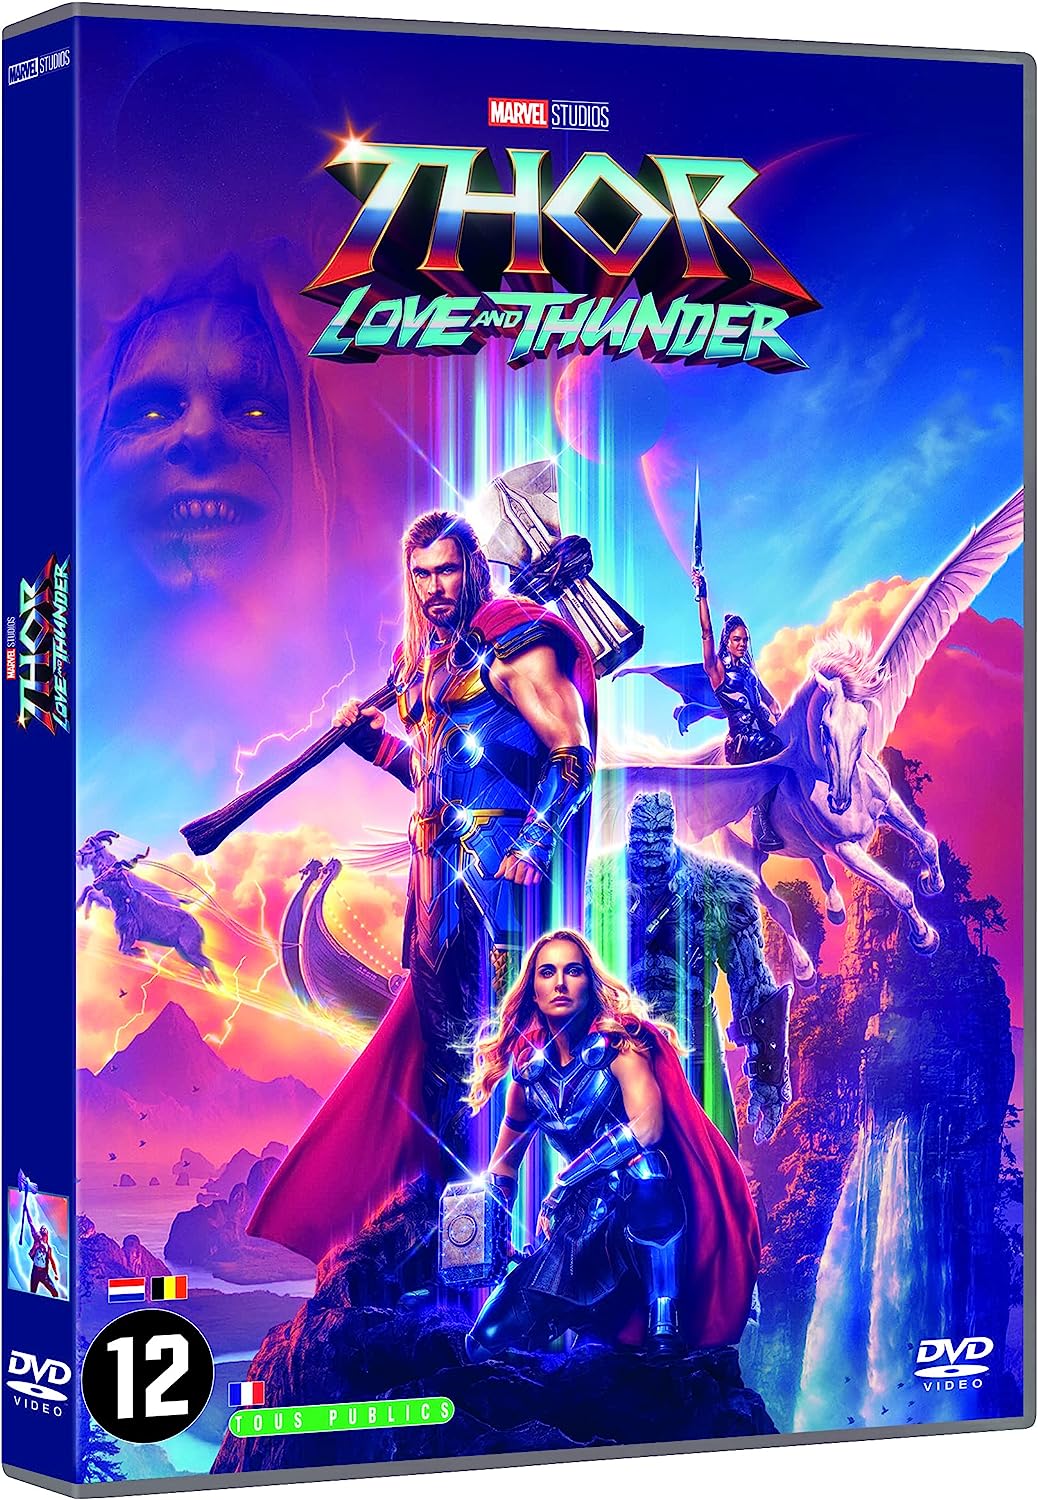 MARVEL STUDIOS
MARVEL STUDIOS
THOR
LOVE AND THUNDER
MARVEL STUDIOS
THOR
LOVE AND THUNDER
12
TOUS PUBLICS
DVD
VIDEO
DVD
VIDEO